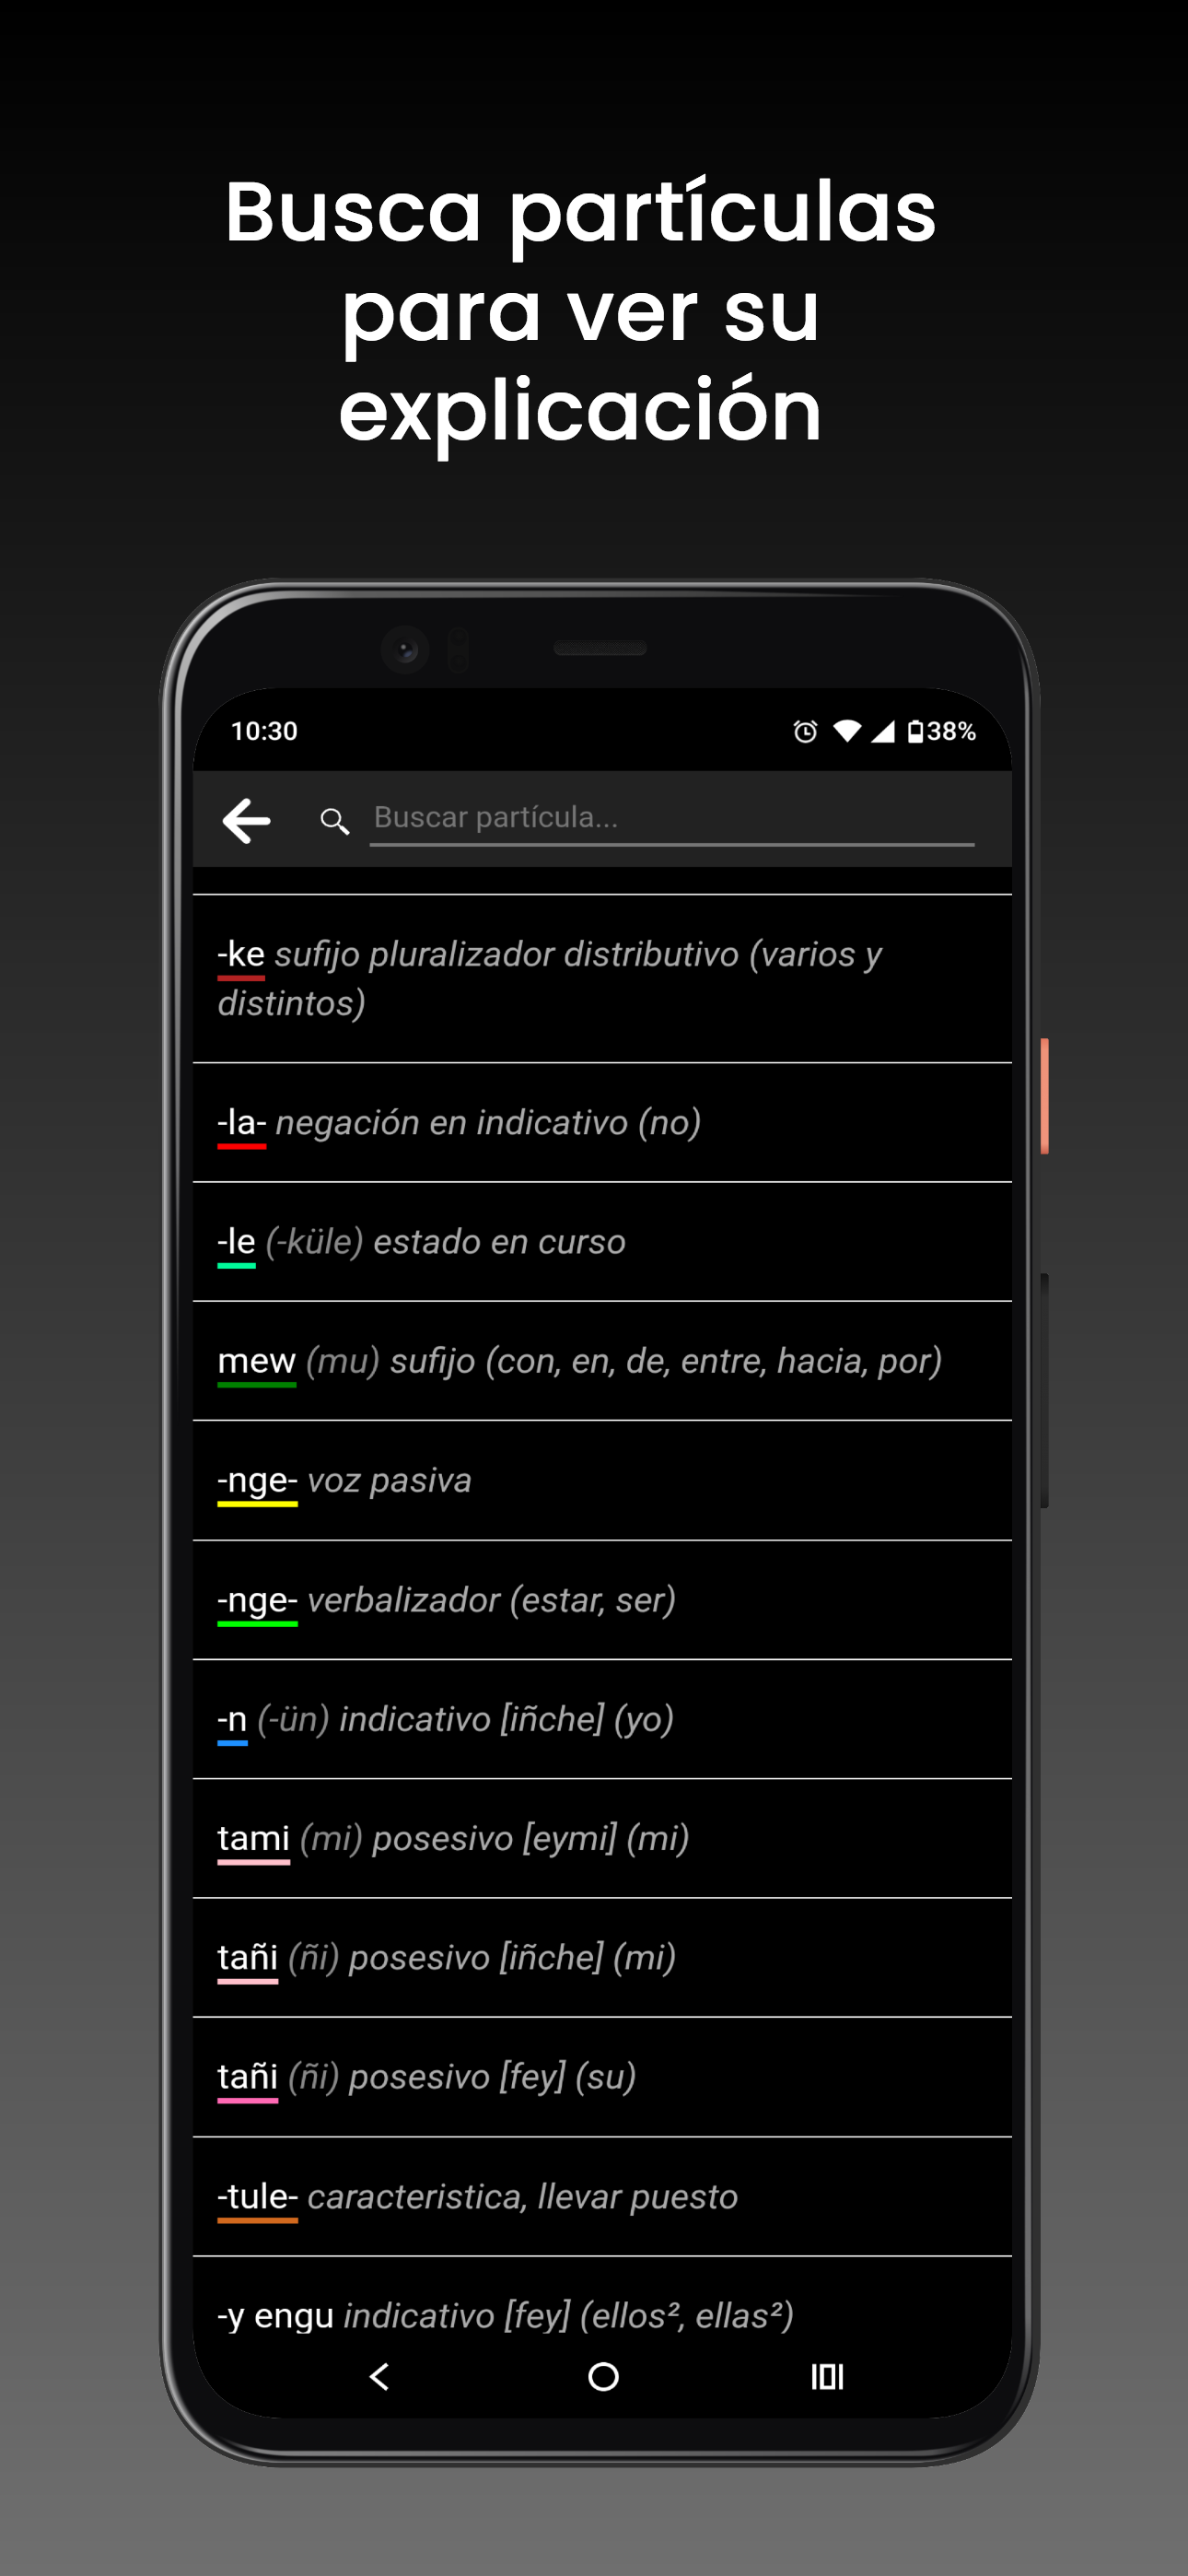 Busca partículas
para ver su
explicación
10:30
38%
Buscar partícula...
-ke sufijo pluralizador distributivo (varios y
distintos)
-la- negación en indicativo (no)
-le (-küle) estado en curso
mew (mu) sufijo (con, en, de, entre, hacia, por)
-nge- voz pasiva
-nge- verbalizador (estar, ser)
-n (-ün) indicativo [iñche] (yo)
tami (mi) posesivo [eymi] (mi)
tañi (ñi) posesivo [iñche] (mi)
tañi (ñi) posesivo [fey] (su)
-tule- caracteristica, llevar puesto
-y engu indicativo [fey] (ellos², ellas²)